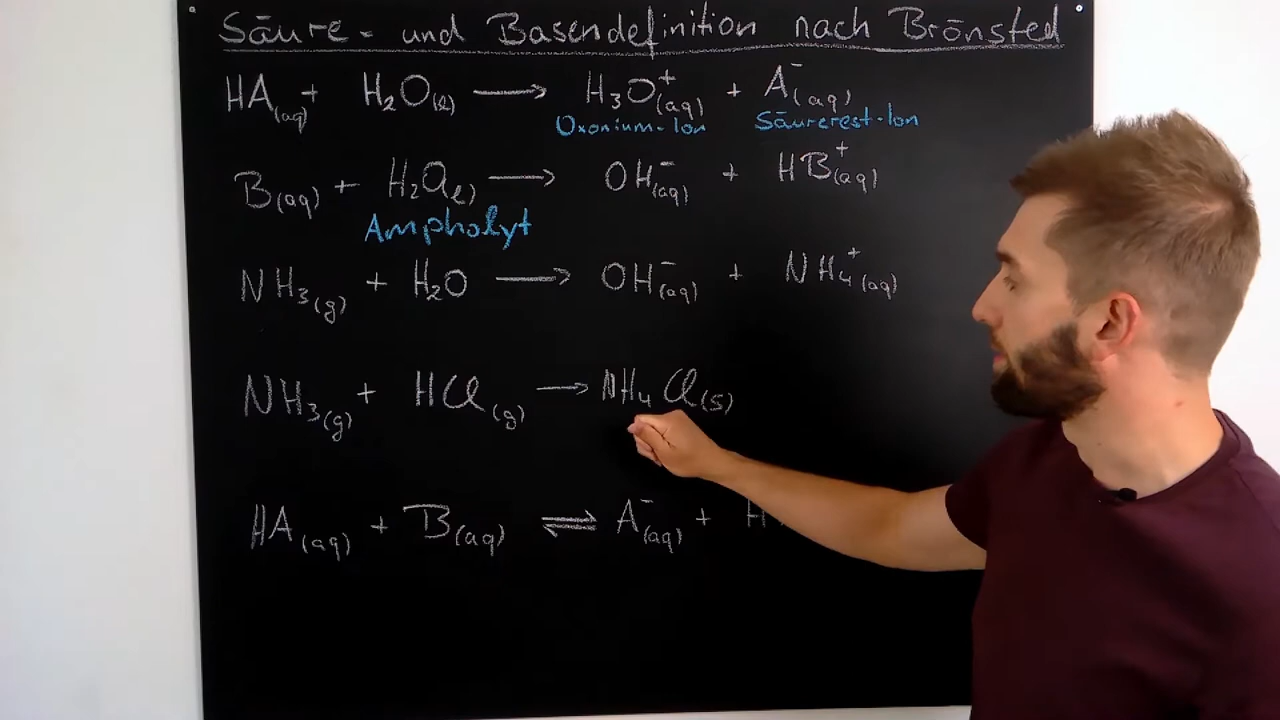 Säure- und Basendefinition nach Brönsted
HA(aq) + H₂O(l) ⟶ H₃O⁺(aq) + A⁻(aq)
Oxonium-Ion Säurerest-Ion
B(aq) + H₂O(l) ⟶ OH⁻(aq) + HB⁺(aq)
Ampholyt
NH₃(g) + H₂O ⟶ OH⁻(aq) + NH₄⁺(aq)
NH₃(g) + HCl(g) ⟶ NH₄Cl(s)
HA(aq) + B(aq) ⇌ A⁻(aq) + H